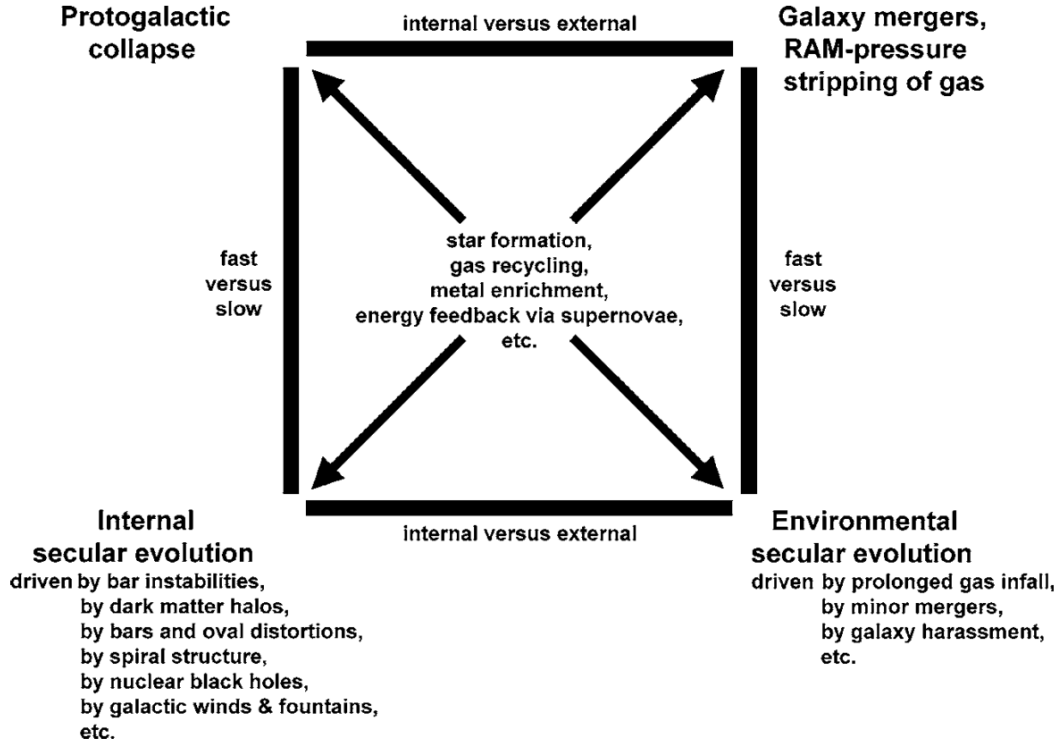 Protogalactic
collapse
internal versus external
Galaxy mergers,
RAM-pressure
stripping of gas
fast
versus
slow
star formation,
gas recycling,
metal enrichment,
energy feedback via supernovae,
etc.
fast
versus
slow
Internal
secular evolution
driven by bar instabilities,
by dark matter halos,
by bars and oval distortions,
by spiral structure,
by nuclear black holes,
by galactic winds & fountains,
etc.
internal versus external
Environmental
secular evolution
driven by prolonged gas infall,
by minor mergers,
by galaxy harassment,
etc.